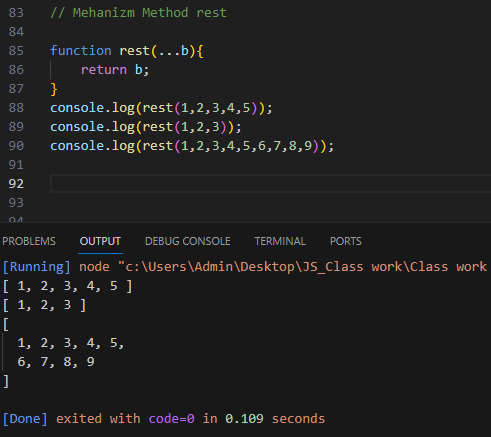 83 // Mehanizm Method rest
84
85 function rest(...b){
86     return b;
87 }
88 console.log(rest(1,2,3,4,5));
89 console.log(rest(1,2,3));
90 console.log(rest(1,2,3,4,5,6,7,8,9));
91
92
93
94
PROBLEMS OUTPUT DEBUG CONSOLE TERMINAL PORTS
[Running] node "c:\Users\Admin\Desktop\JS_Class work\Class work
[ 1, 2, 3, 4, 5 ]
[ 1, 2, 3 ]
[
  1, 2, 3, 4, 5,
  6, 7, 8, 9
]
[Done] exited with code=0 in 0.109 seconds